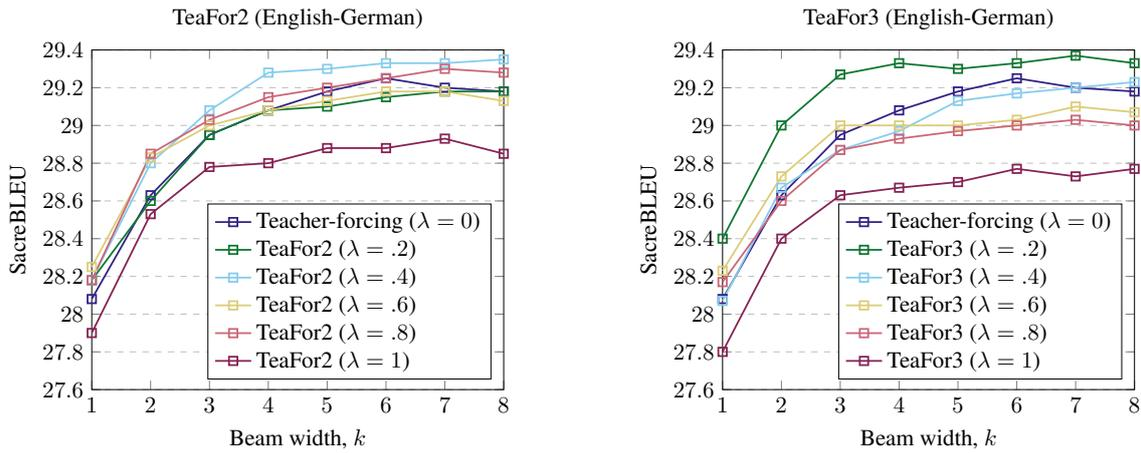 TeaFor2 (English-German)
29.4
29.2
29
28.8
28.6
28.4
28.2
28
27.8
27.6
SacreBLEU
Teacher-forcing (λ = 0)
TeaFor2 (λ = .2)
TeaFor2 (λ = .4)
TeaFor2 (λ = .6)
TeaFor2 (λ = .8)
TeaFor2 (λ = 1)
1 2 3 4 5 6 7 8
Beam width, k
TeaFor3 (English-German)
29.4
29.2
29
28.8
28.6
28.4
28.2
28
27.8
27.6
SacreBLEU
Teacher-forcing (λ = 0)
TeaFor3 (λ = .2)
TeaFor3 (λ = .4)
TeaFor3 (λ = .6)
TeaFor3 (λ = .8)
TeaFor3 (λ = 1)
1 2 3 4 5 6 7 8
Beam width, k